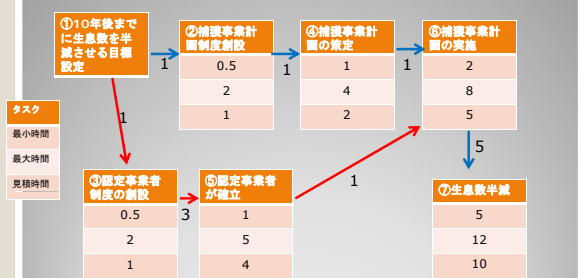 ①10年後まで
に生息数を半
減させる目標
設定
②捕獲事業計
画制度創設
0.5
2
1
④捕獲事業計
画の策定
1
4
2
⑥捕獲事業計
画の実施
2
8
5
1
1
1
1
タスク
最小時間
最大時間
見積時間
③認定事業者
制度の創設
0.5
2
1
3
⑤認定事業者
が確立
1
5
4
1
5
⑦生息数半減
5
12
10